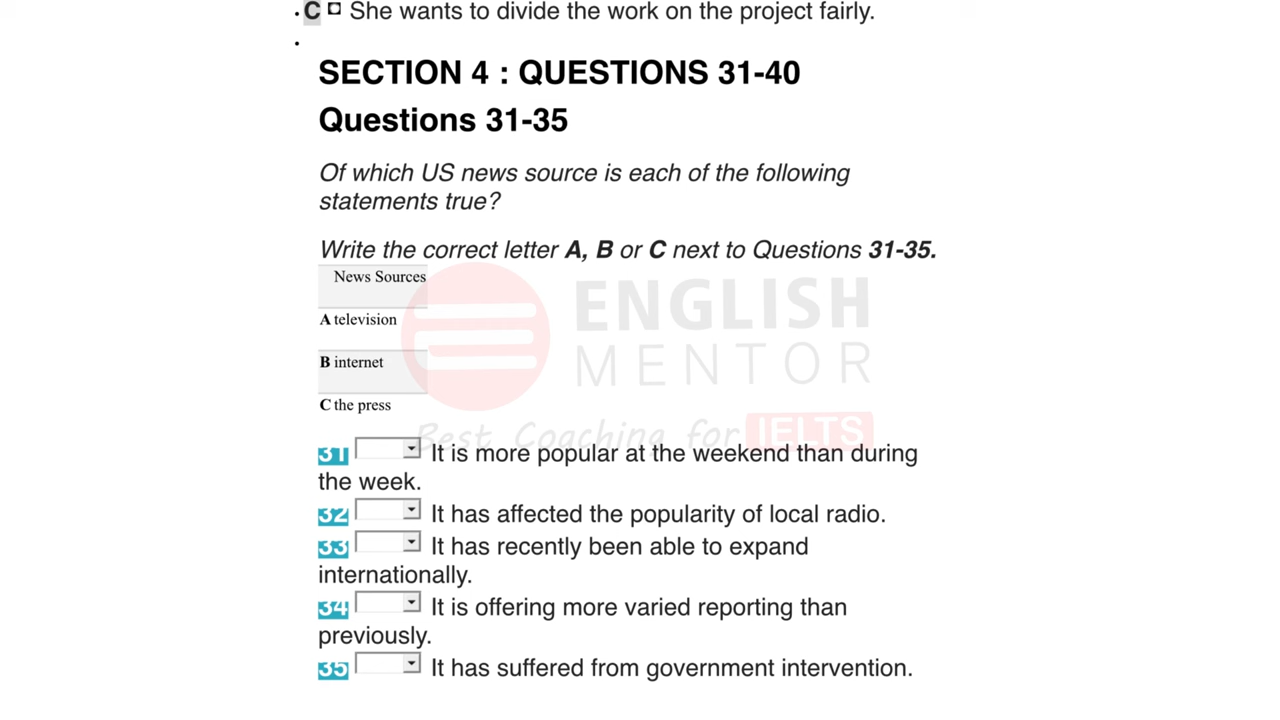 C She wants to divide the work on the project fairly.
SECTION 4 : QUESTIONS 31-40
Questions 31-35
Of which US news source is each of the following
statements true?
Write the correct letter A, B or C next to Questions 31-35.
News Sources
A television
B internet
C the press
ENGLISH
MENTOR
Best Coaching for IELTS
31 It is more popular at the weekend than during
the week.
32 It has affected the popularity of local radio.
33 It has recently been able to expand
internationally.
34 It is offering more varied reporting than
previously.
35 It has suffered from government intervention.